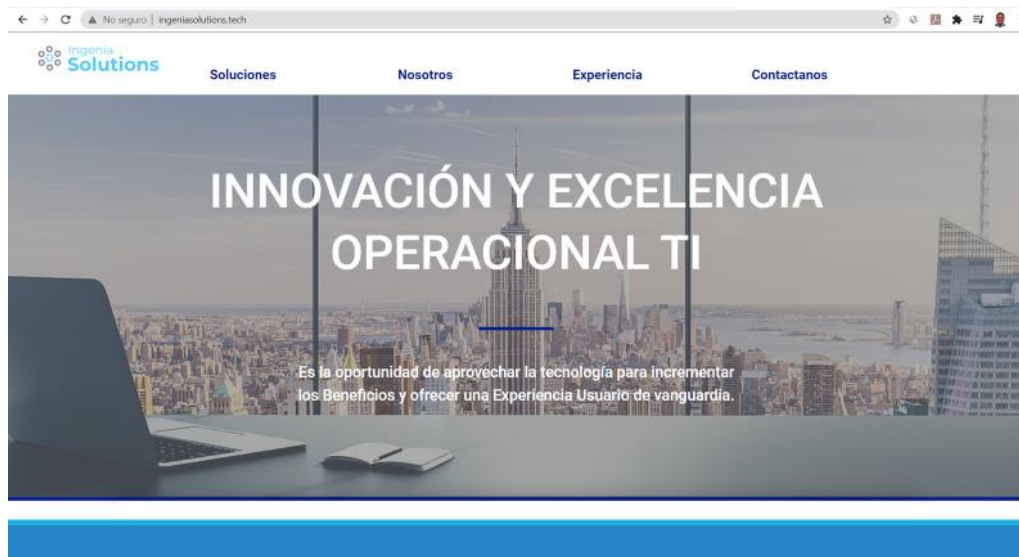 No seguro | ingeniasolutions.tech
Ingenia
Solutions
Soluciones Nosotros Experiencia Contactanos
INNOVACIÓN Y EXCELENCIA
OPERACIONAL TI
Es la oportunidad de aprovechar la tecnología para incrementar
los Beneficios y ofrecer una Experiencia Usuario de vanguardia.